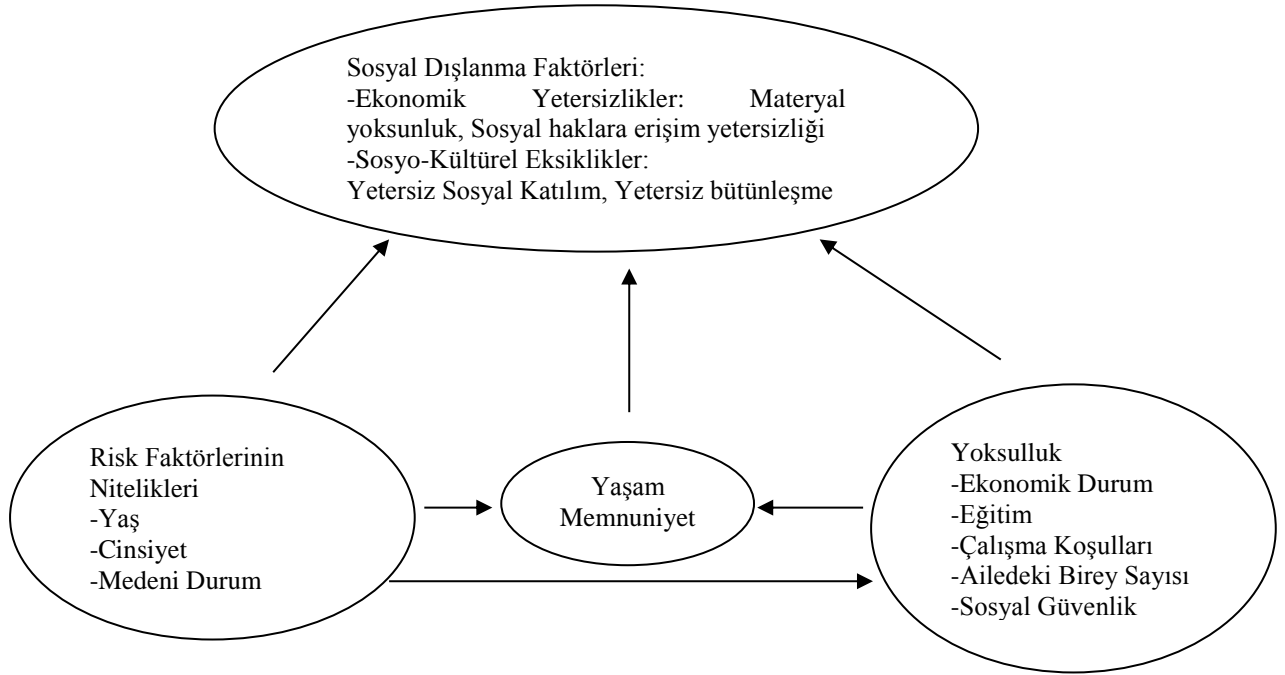 Sosyal Dışlanma Faktörleri:
-Ekonomik Yetersizlikler: Materyal
yoksunluk, Sosyal haklara erişim yetersizliği
-Sosyo-Kültürel Eksiklikler:
Yetersiz Sosyal Katılım, Yetersiz bütünleşme
Risk Faktörlerinin
Nitelikleri
-Yaş
-Cinsiyet
-Medeni Durum
Yaşam
Memnuniyet
Yoksulluk
-Ekonomik Durum
-Eğitim
-Çalışma Koşulları
-Ailedeki Birey Sayısı
-Sosyal Güvenlik